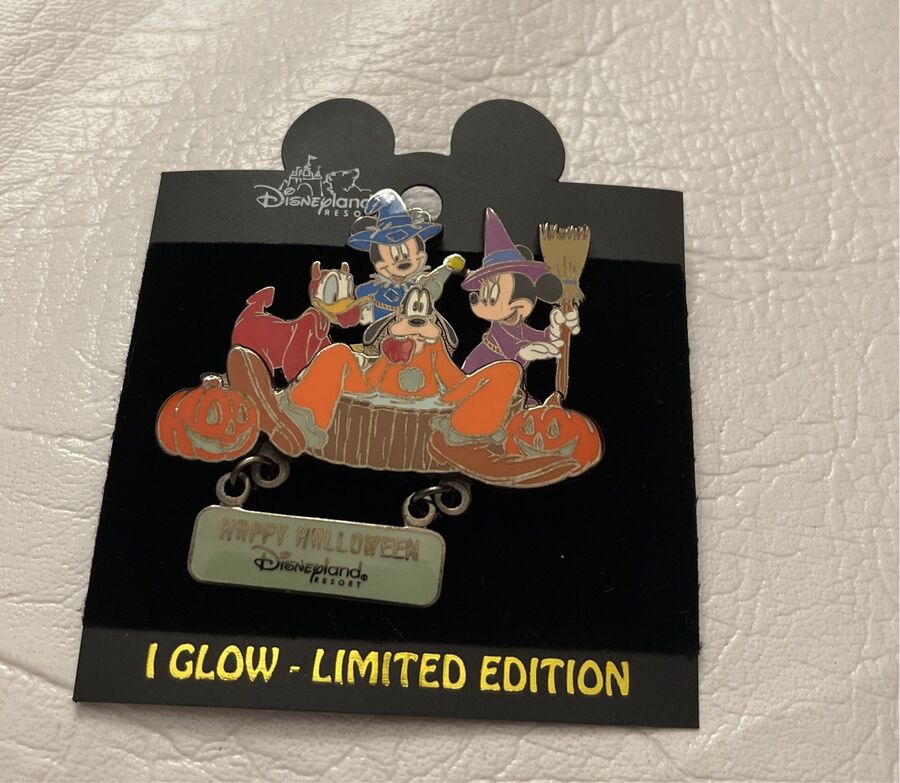 Disneyland
RESORT
HAPPY HALLOWEEN
Disneyland®
RESORT
I GLOW - LIMITED EDITION